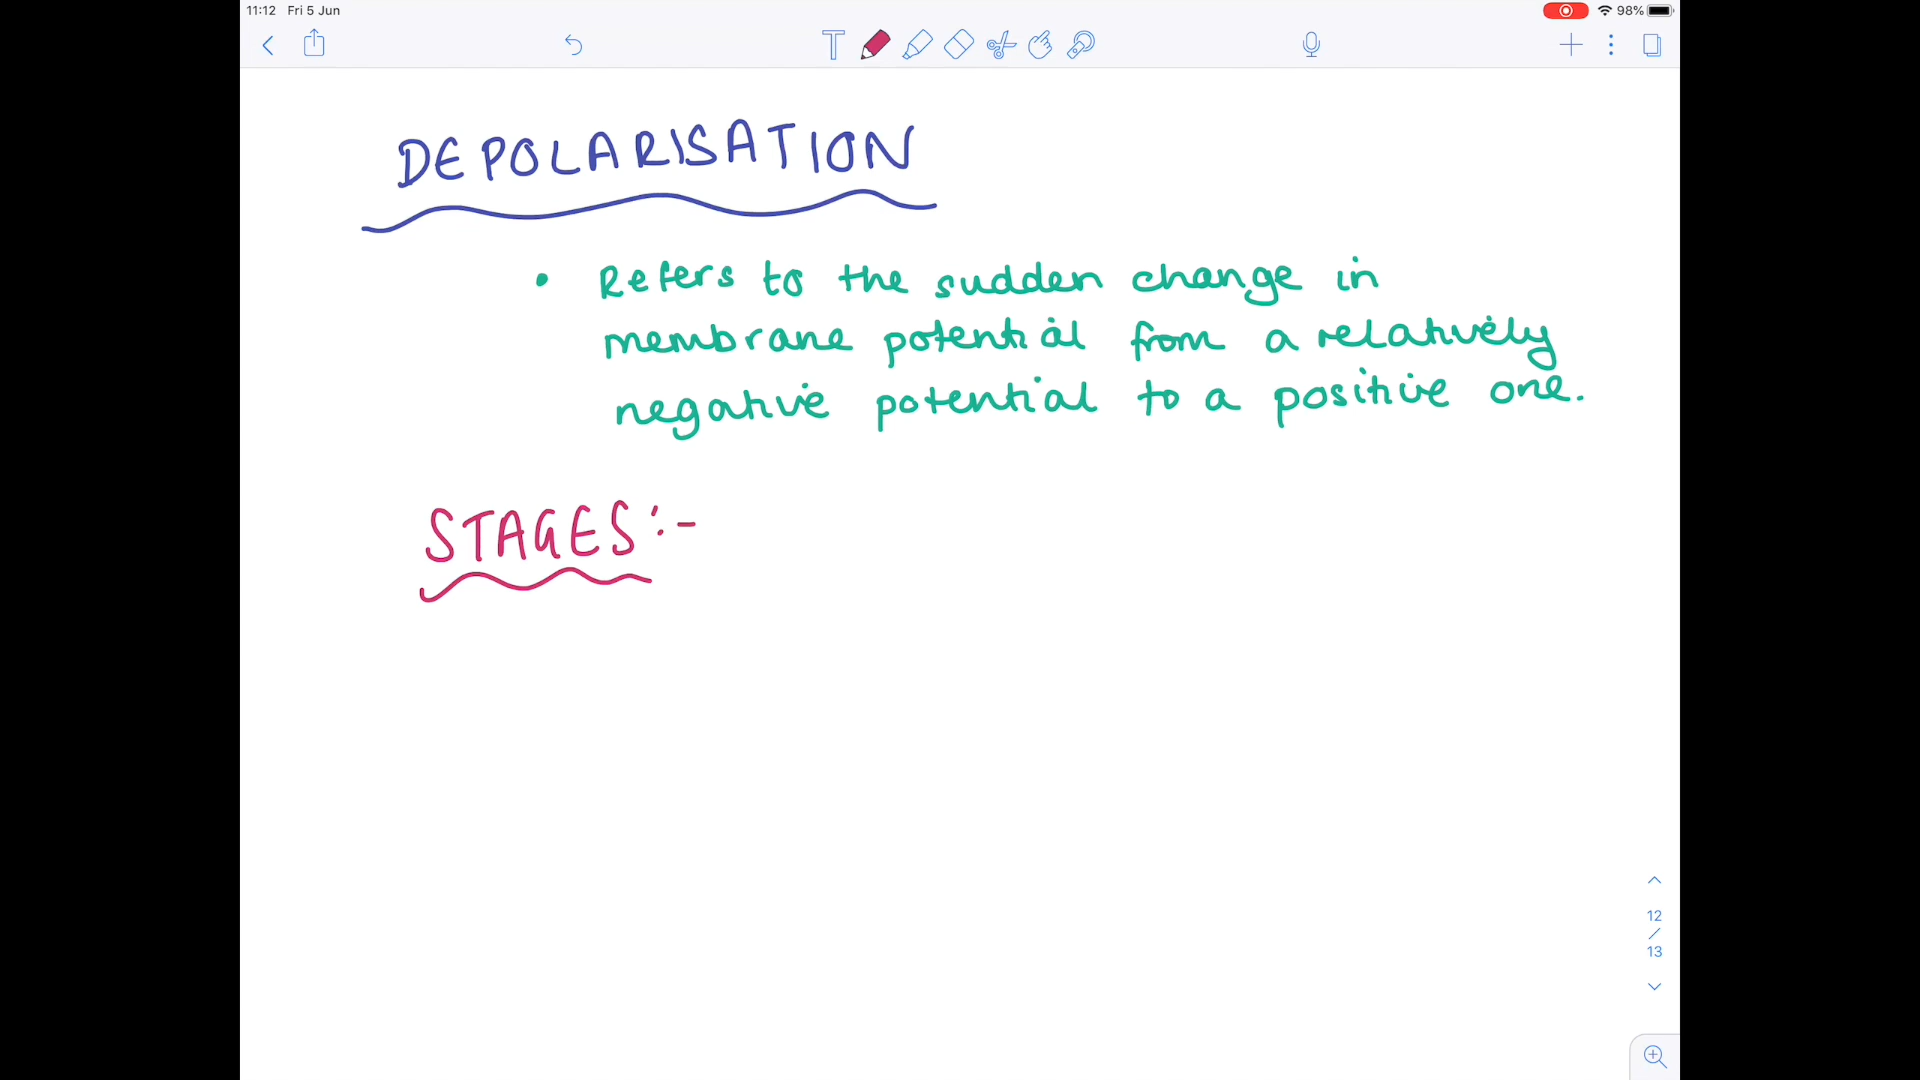 11:12 Fri 5 Jun
98%
T
DEPOLARISATION
• Refers to the sudden change in
membrane potential from a relatively
negative potential to a positive one.
STAGES:-
12
/
13